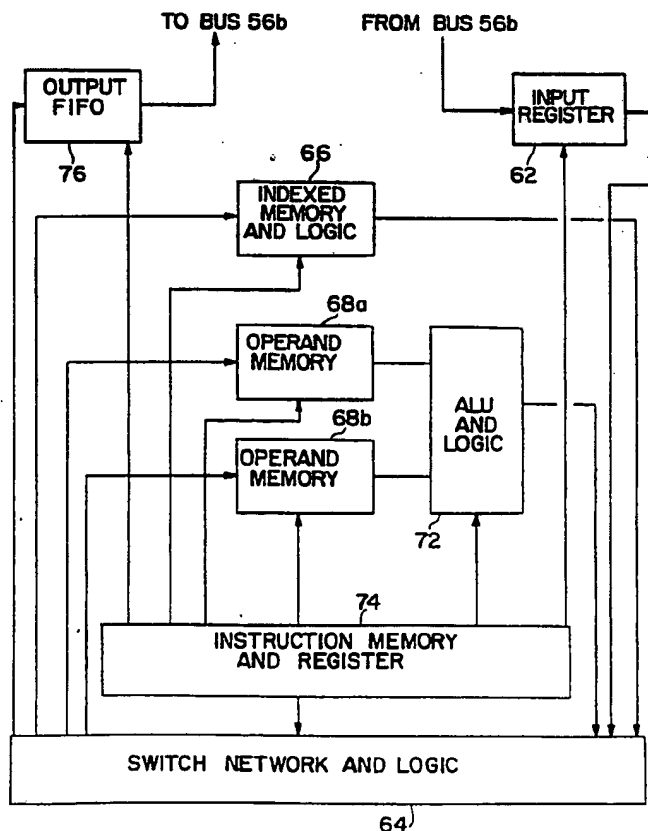 TO BUS 56b
FROM BUS 56b
OUTPUT
FIFO
76
INPUT
REGISTER
62
66
INDEXED
MEMORY
AND LOGIC
68a
OPERAND
MEMORY
68b
OPERAND
MEMORY
ALU
AND
LOGIC
72
74
INSTRUCTION MEMORY
AND REGISTER
SWITCH NETWORK AND LOGIC
64